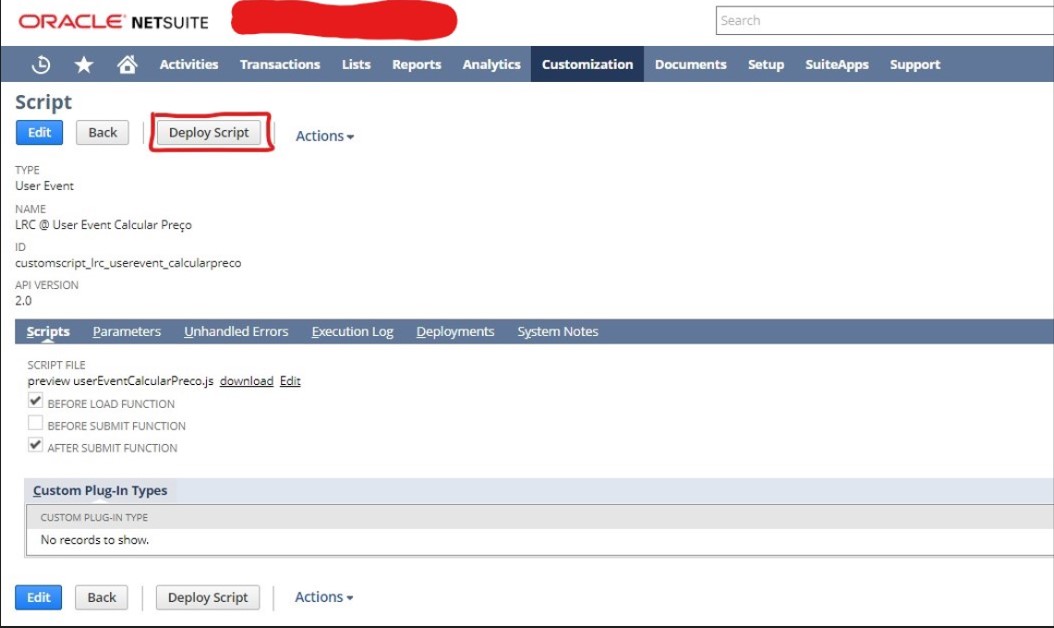 ORACLE NETSUITE
Search
Activities Transactions Lists Reports Analytics Customization Documents Setup SuiteApps Support
Script
Edit Back Deploy Script Actions
TYPE
User Event
NAME
LRC @ User Event Calcular Preço
ID
customscript_lrc_userevent_calcularpreco
API VERSION
2.0
Scripts Parameters Unhandled Errors Execution Log Deployments System Notes
SCRIPT FILE
preview userEventCalcularPreco.js download Edit
BEFORE LOAD FUNCTION
BEFORE SUBMIT FUNCTION
AFTER SUBMIT FUNCTION
Custom Plug-In Types
CUSTOM PLUG-IN TYPE
No records to show.
Edit Back Deploy Script Actions